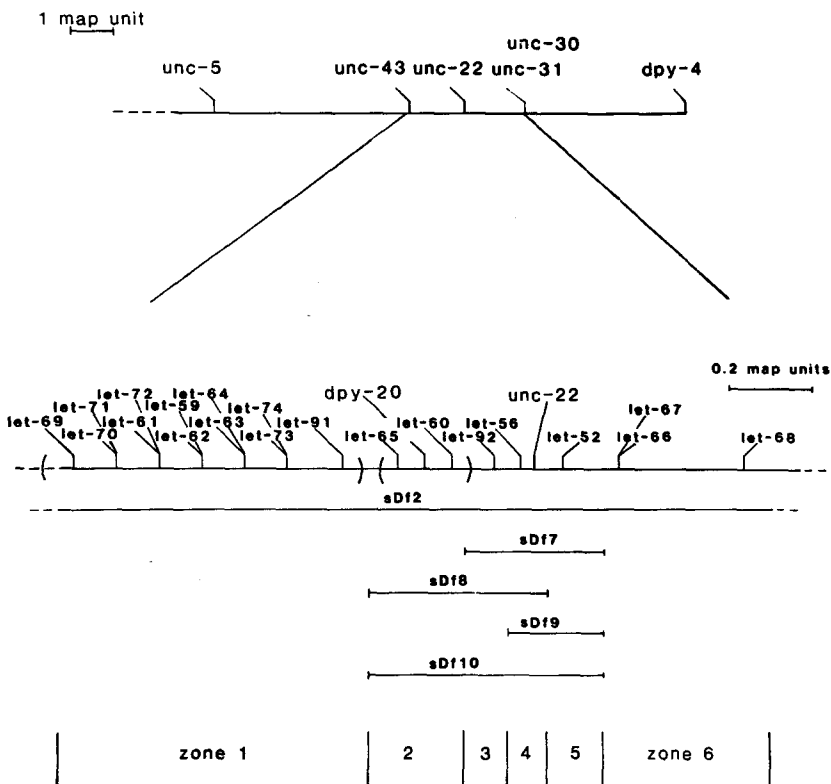 1 map unit
unc-30
unc-5 unc-43 unc-22 unc-31 dpy-4
0.2 map units
let-72 let-64 dpy-20 unc-22 let-67
let-71 let-59 let-74 let-60 let-56
let-69 let-61 let-63 let-91 let-52
let-70 let-62 let-73 let-65 let-92 let-66 let-68
( ) ( )
sDf2
sDf7
sDf8
sDf9
sDf10
zone 1 2 3 4 5 zone 6